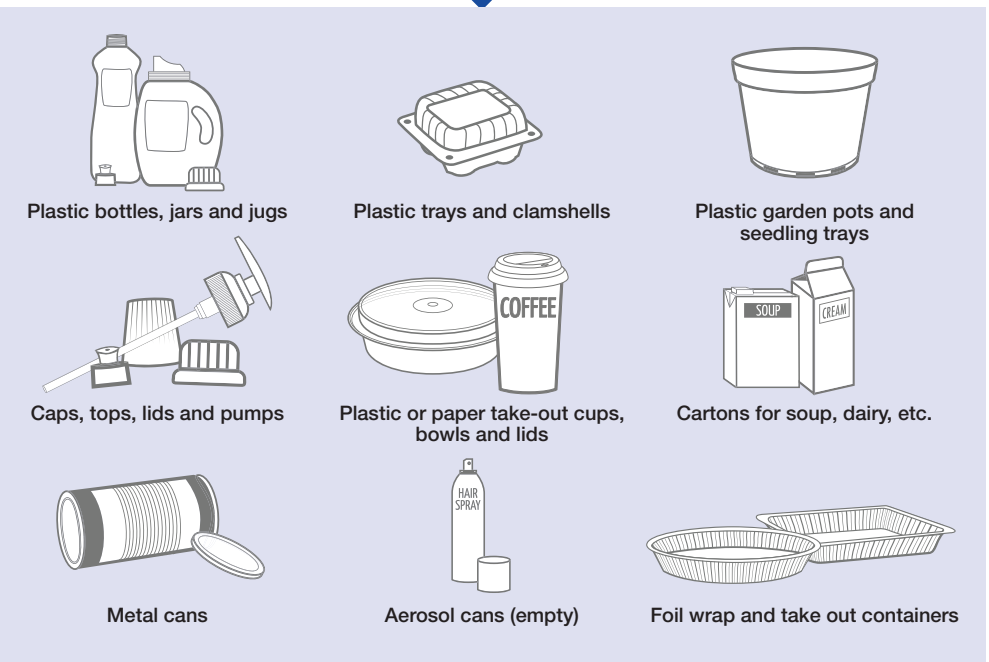 Plastic bottles, jars and jugs
Plastic trays and clamshells
Plastic garden pots and
seedling trays
COFFEE
SOUP
CREAM
Caps, tops, lids and pumps
Plastic or paper take-out cups,
bowls and lids
Cartons for soup, dairy, etc.
HAIR
SPRAY
Metal cans
Aerosol cans (empty)
Foil wrap and take out containers